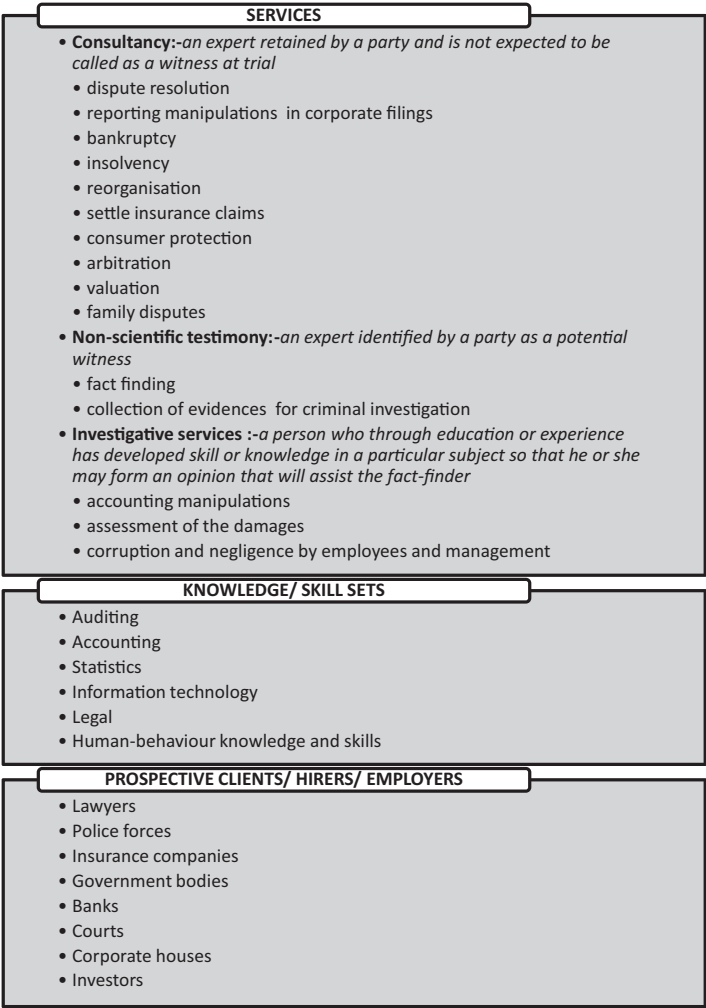 SERVICES
• Consultancy:-an expert retained by a party and is not expected to be
called as a witness at trial
• dispute resolution
• reporting manipulations in corporate filings
• bankruptcy
• insolvency
• reorganisation
• settle insurance claims
• consumer protection
• arbitration
• valuation
• family disputes
• Non-scientific testimony:-an expert identified by a party as a potential
witness
• fact finding
• collection of evidences for criminal investigation
• Investigative services :-a person who through education or experience
has developed skill or knowledge in a particular subject so that he or she
may form an opinion that will assist the fact-finder
• accounting manipulations
• assessment of the damages
• corruption and negligence by employees and management
KNOWLEDGE/ SKILL SETS
• Auditing
• Accounting
• Statistics
• Information technology
• Legal
• Human-behaviour knowledge and skills
PROSPECTIVE CLIENTS/ HIRERS/ EMPLOYERS
• Lawyers
• Police forces
• Insurance companies
• Government bodies
• Banks
• Courts
• Corporate houses
• Investors